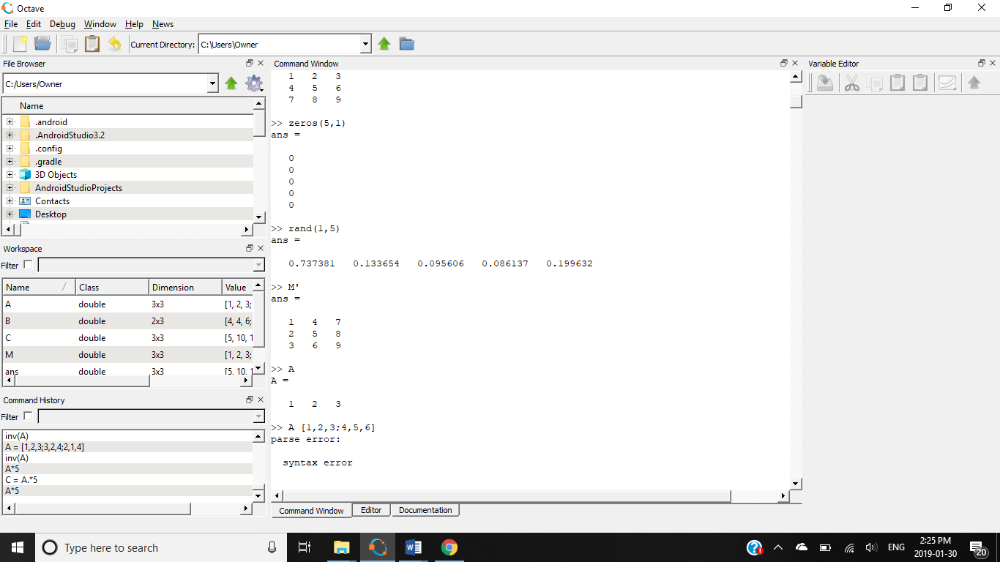 Octave
File Edit Debug Window Help News
Current Directory: C:\Users\Owner
File Browser
C:/Users/Owner
Name
.android
.AndroidStudio3.2
.config
.gradle
3D Objects
AndroidStudioProjects
Contacts
Desktop
Workspace
Filter
Name Class Dimension Value
A double 3x3 [1, 2, 3;
B double 2x3 [4, 4, 6;
C double 3x3 [5, 10, 1
M double 3x3 [1, 2, 3;
ans double 3x3 [5, 10, 1
Command History
Filter
inv(A)
A = [1,2,3;3,2,4;2,1,4]
inv(A)
A*5
C = A.*5
A*5
Command Window
1 2 3
4 5 6
7 8 9
>> zeros(5,1)
ans =
0
0
0
0
0
>> rand(1,5)
ans =
0.737381 0.133654 0.095606 0.086137 0.199632
>> M'
ans =
1 4 7
2 5 8
3 6 9
>> A
A =
1 2 3
>> A [1,2,3;4,5,6]
parse error:
syntax error
Command Window Editor Documentation
Variable Editor
Type here to search
ENG
2:25 PM
2019-01-30
20